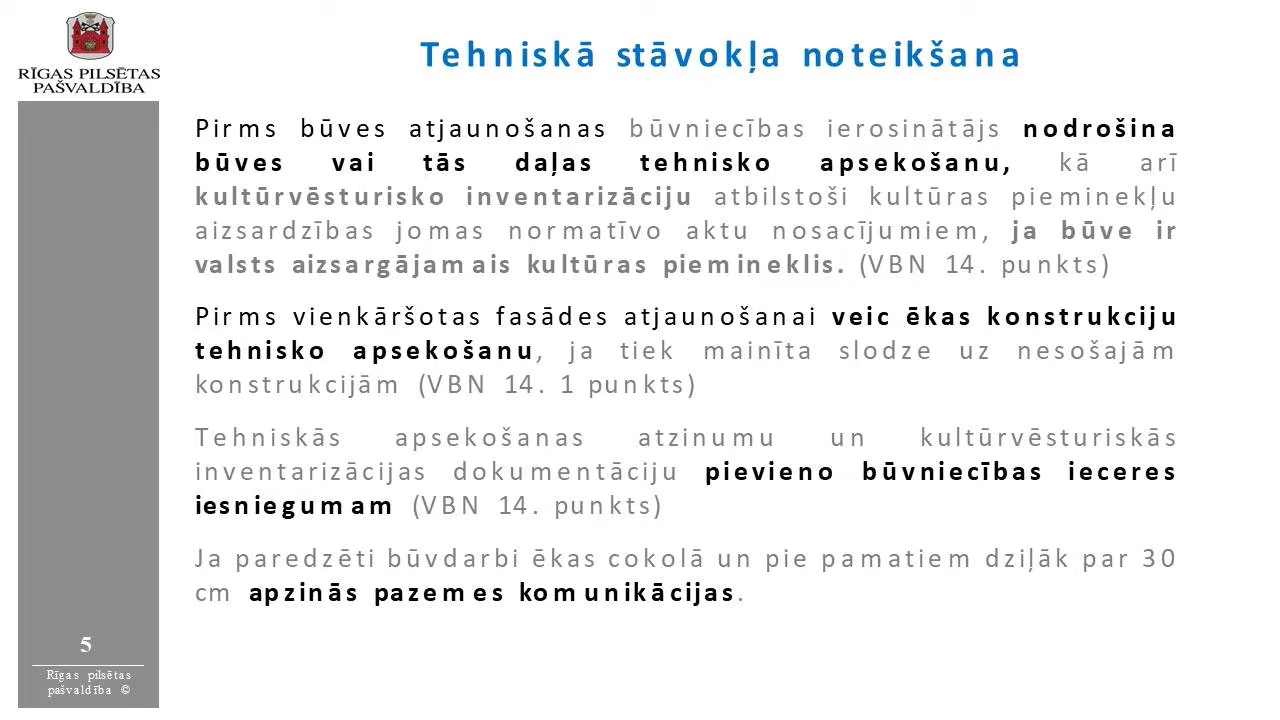 RĪGAS PILSĒTAS
PAŠVALDĪBA
Tehniskā stāvokļa noteikšana
Pirms būves atjaunošanas būvniecības ierosinātājs nodrošina
būves vai tās daļas tehnisko apsekošanu, kā arī
kultūrvēsturisko inventarizāciju atbilstoši kultūras pieminekļu
aizsardzības jomas normatīvo aktu nosacījumiem, ja būve ir
valsts aizsargājamais kultūras piemineklis. (VBN 14. punkts)
Pirms vienkāršotas fasādes atjaunošanai veic ēkas konstrukciju
tehnisko apsekošanu, ja tiek mainīta slodze uz nesošajām
konstrukcijām (VBN 14. 1 punkts)
Tehniskās apsekošanas atzinumu un kultūrvēsturiskās
inventarizācijas dokumentāciju pievieno būvniecības ieceres
iesniegumam (VBN 14. punkts)
Ja paredzēti būvdarbi ēkas cokolā un pie pamatiem dziļāk par 30
cm apzinās pazemes komunikācijas.
5
Rīgas pilsētas
pašvaldība ©